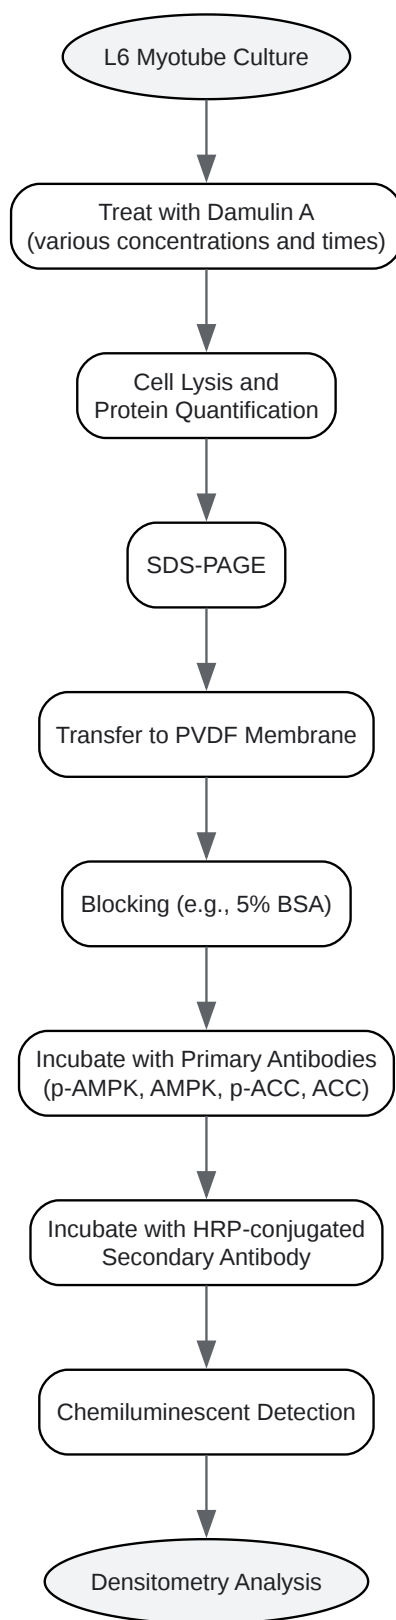 L6 Myotube Culture
Treat with Damulin A
(various concentrations and times)
Cell Lysis and
Protein Quantification
SDS-PAGE
Transfer to PVDF Membrane
Blocking (e.g., 5% BSA)
Incubate with Primary Antibodies
(p-AMPK, AMPK, p-ACC, ACC)
Incubate with HRP-conjugated
Secondary Antibody
Chemiluminescent Detection
Densitometry Analysis